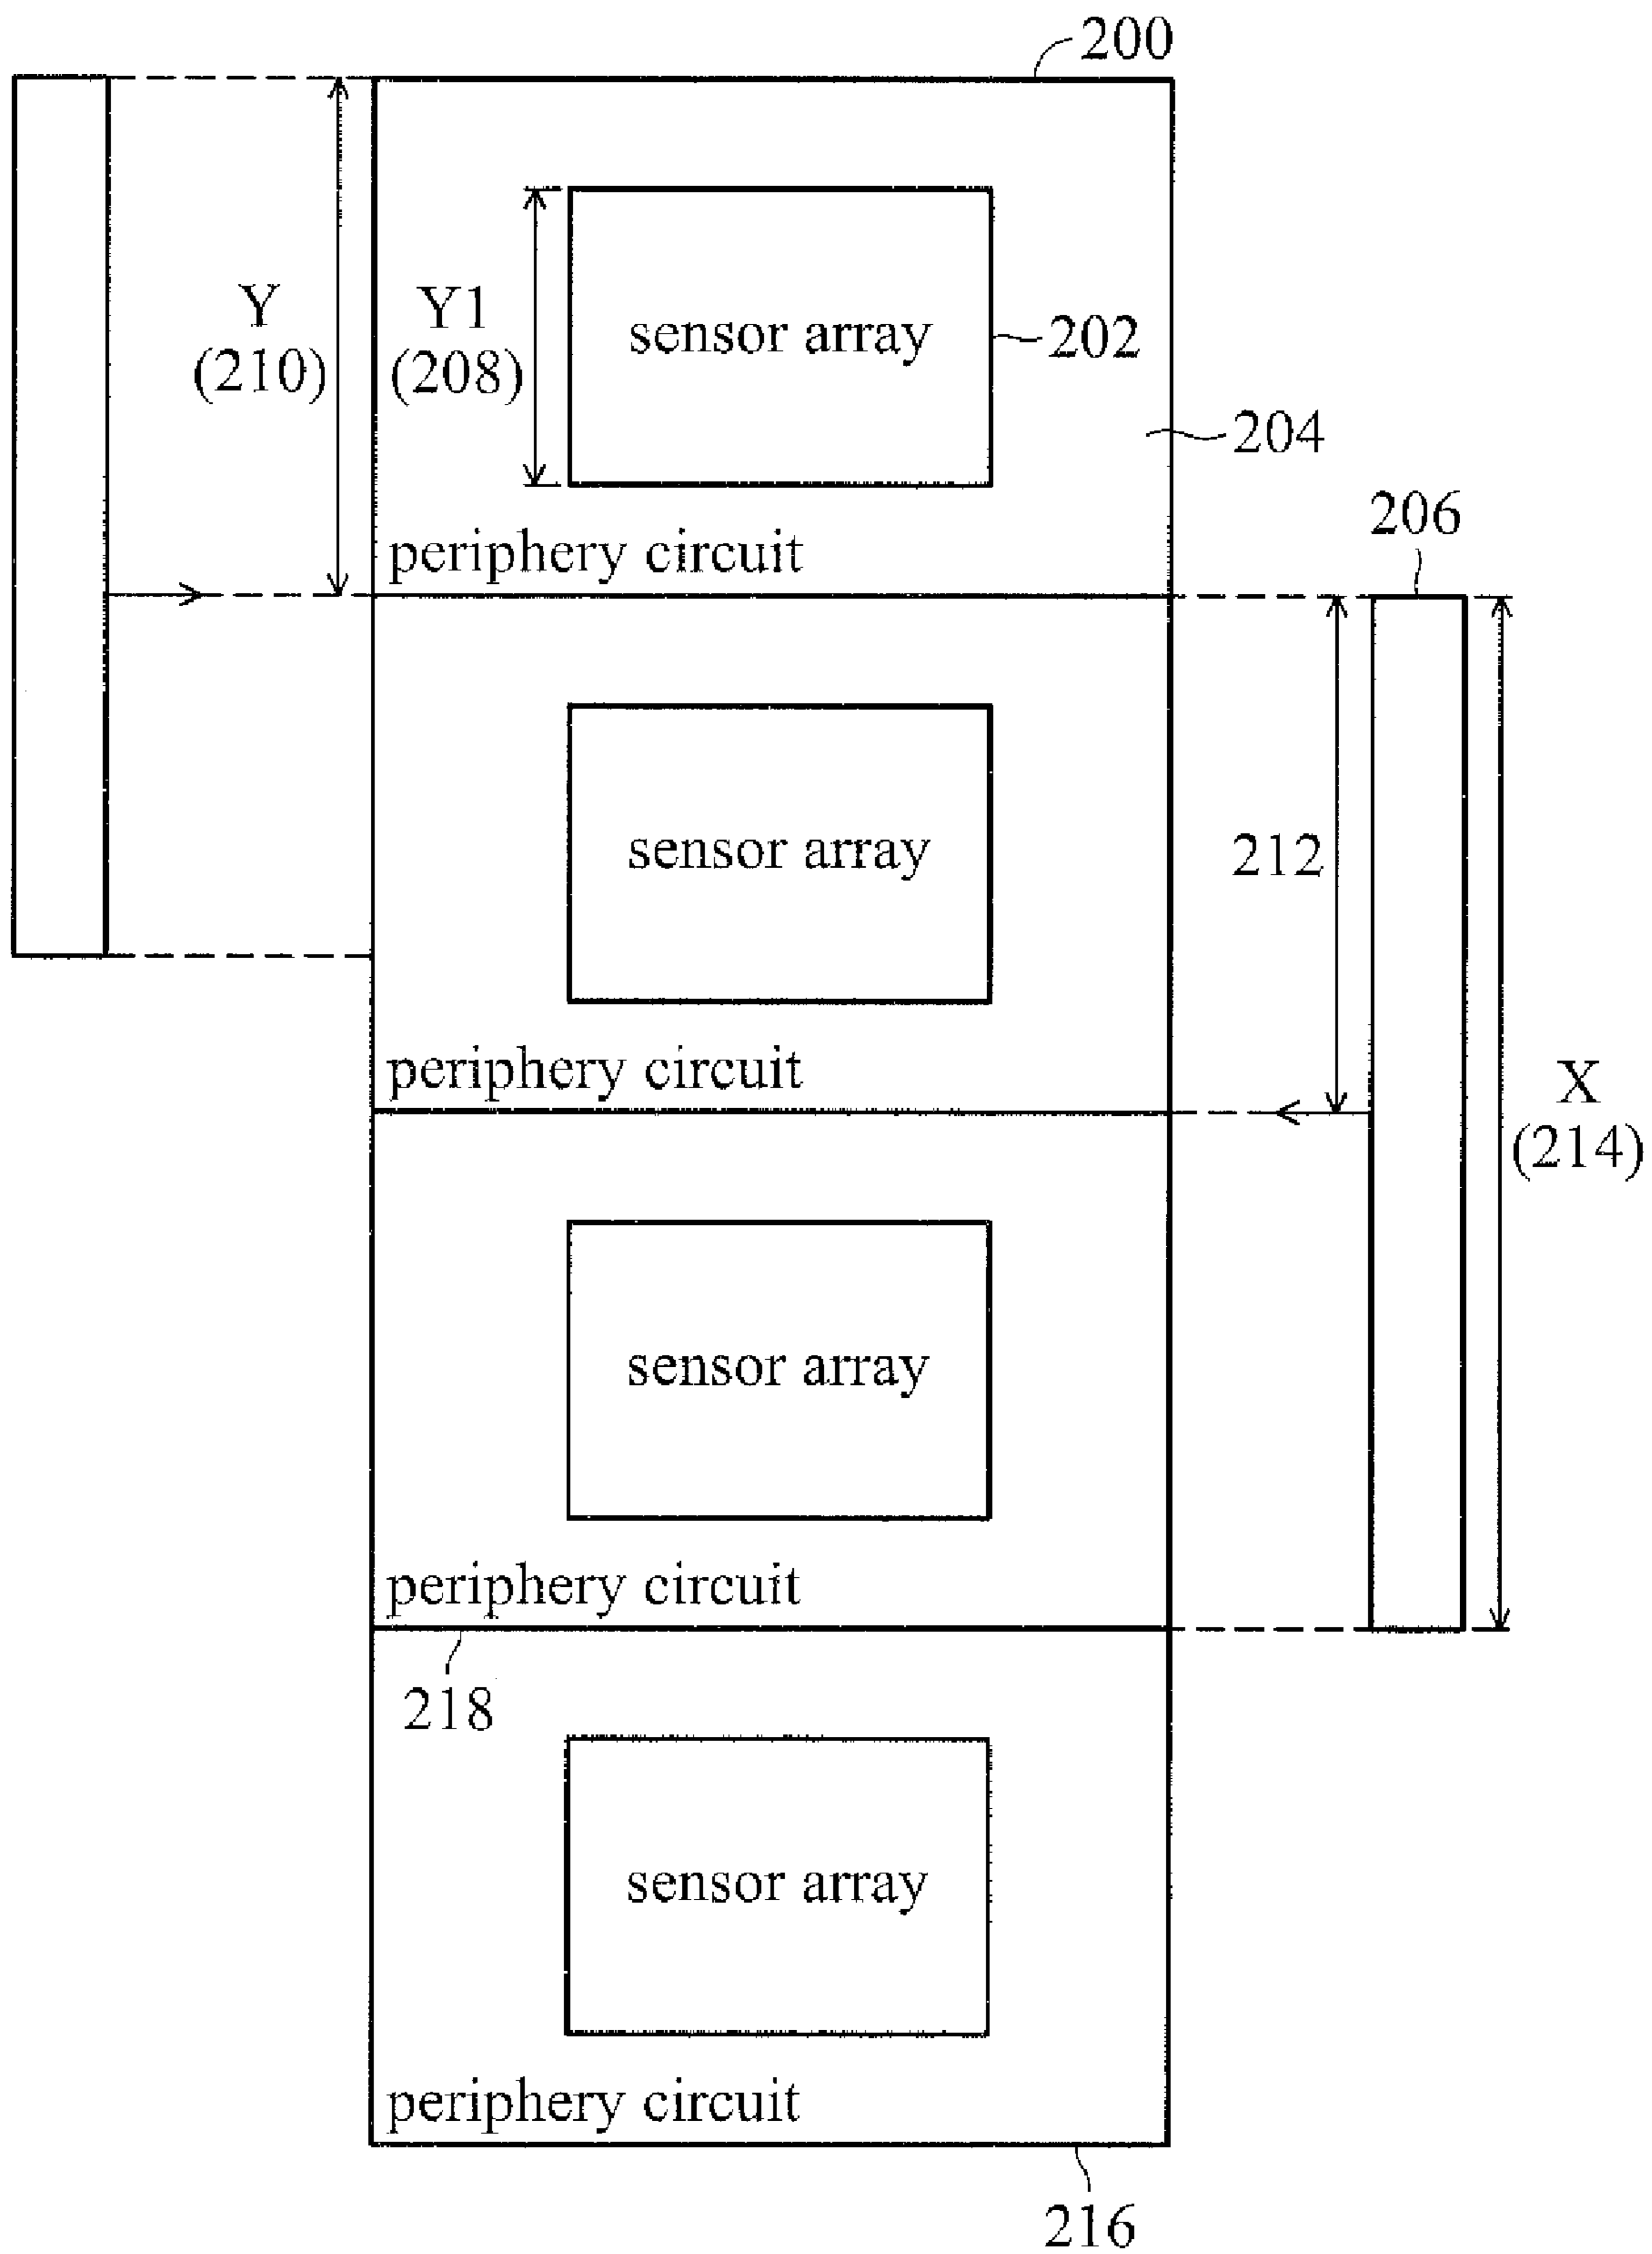 200
Y
(210)
Y1
(208)
sensor array
202
204
206
periphery circuit
sensor array
212
periphery circuit
X
(214)
sensor array
periphery circuit
218
sensor array
periphery circuit
216